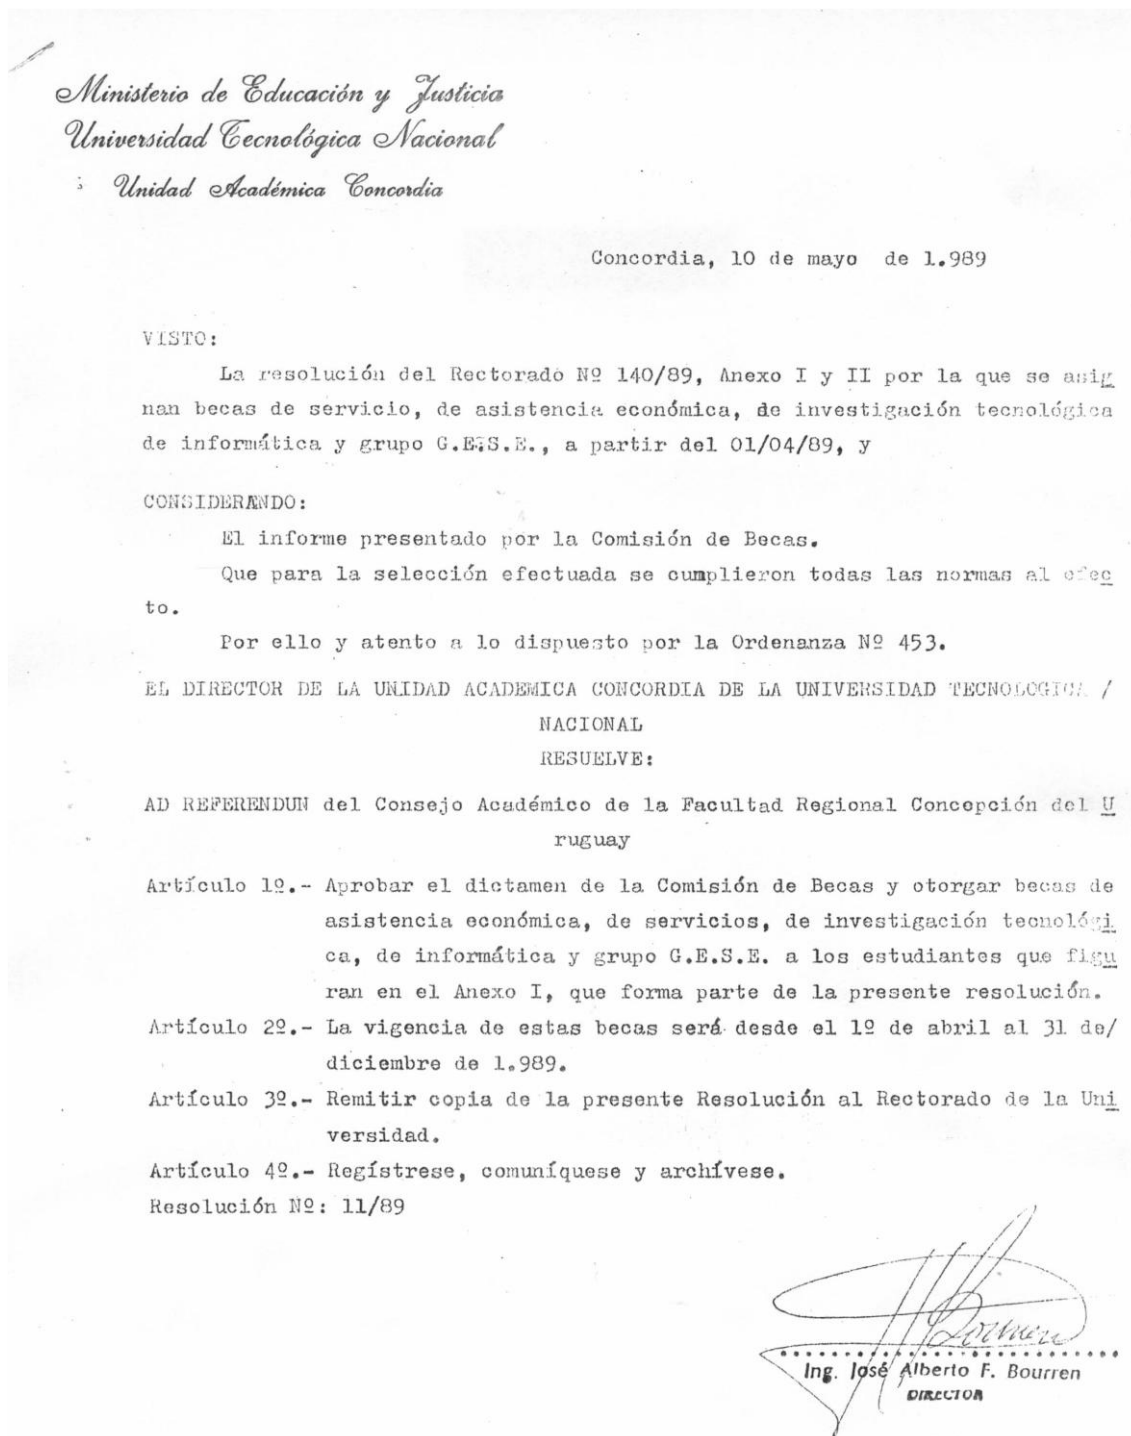 Ministerio de Educación y Justicia
Universidad Tecnológica Nacional
Unidad Académica Concordia
Concordia, 10 de mayo de 1.989
VISTO:
La resolución del Rectorado Nº 140/89, Anexo I y II por la que se asig
nan becas de servicio, de asistencia económica, de investigación tecnológica
de informática y grupo G.E.S.E., a partir del 01/04/89, y
CONSIDERANDO:
El informe presentado por la Comisión de Becas.
Que para la selección efectuada se cumplieron todas las normas al efec
to.
Por ello y atento a lo dispuesto por la Ordenanza Nº 453.
EL DIRECTOR DE LA UNIDAD ACADEMICA CONCORDIA DE LA UNIVERSIDAD TECNOLOGICA /
NACIONAL
RESUELVE:
AD REFERENDUN del Consejo Académico de la Facultad Regional Concepción del U
ruguay
Artículo 1º.- Aprobar el dictamen de la Comisión de Becas y otorgar becas de
asistencia económica, de servicios, de investigación tecnológi
ca, de informática y grupo G.E.S.E. a los estudiantes que figu
ran en el Anexo I, que forma parte de la presente resolución.
Artículo 2º.- La vigencia de estas becas será desde el 1º de abril al 31 de/
diciembre de 1.989.
Artículo 3º.- Remitir copia de la presente Resolución al Rectorado de la Uni
versidad.
Artículo 4º.- Regístrese, comuníquese y archívese.
Resolución Nº: 11/89
Bourren
Ing. José Alberto F. Bourren
DIRECTOR